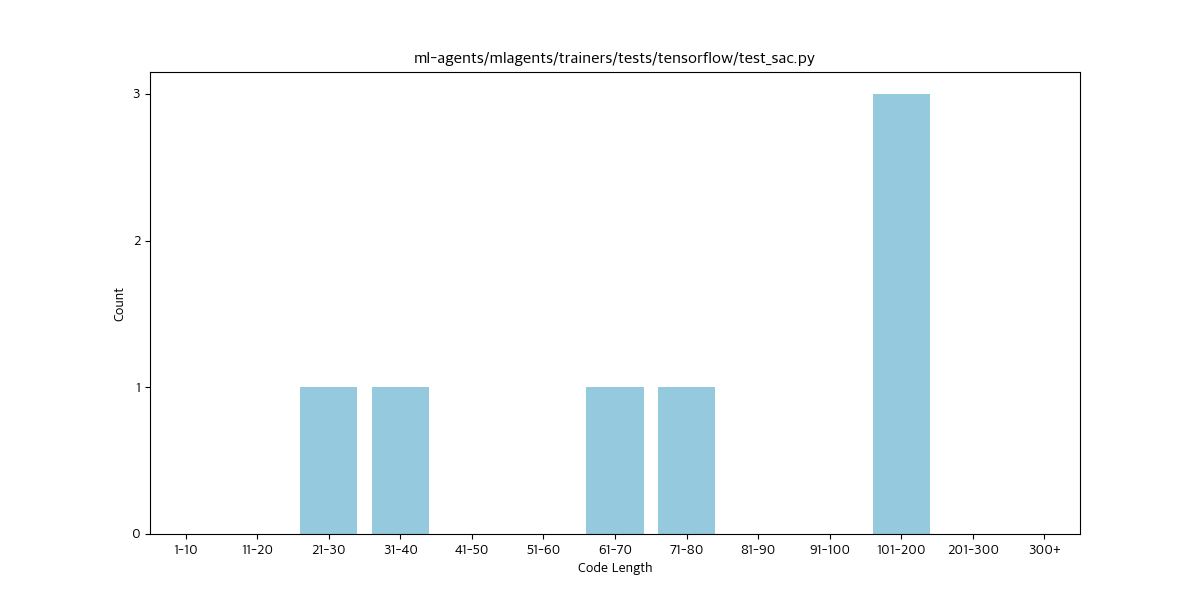 ml-agents/mlagents/trainers/tests/tensorflow/test_sac.py
Count
3
2
1
0
1-10 11-20 21-30 31-40 41-50 51-60 61-70 71-80 81-90 91-100 101-200 201-300 300+
Code Length